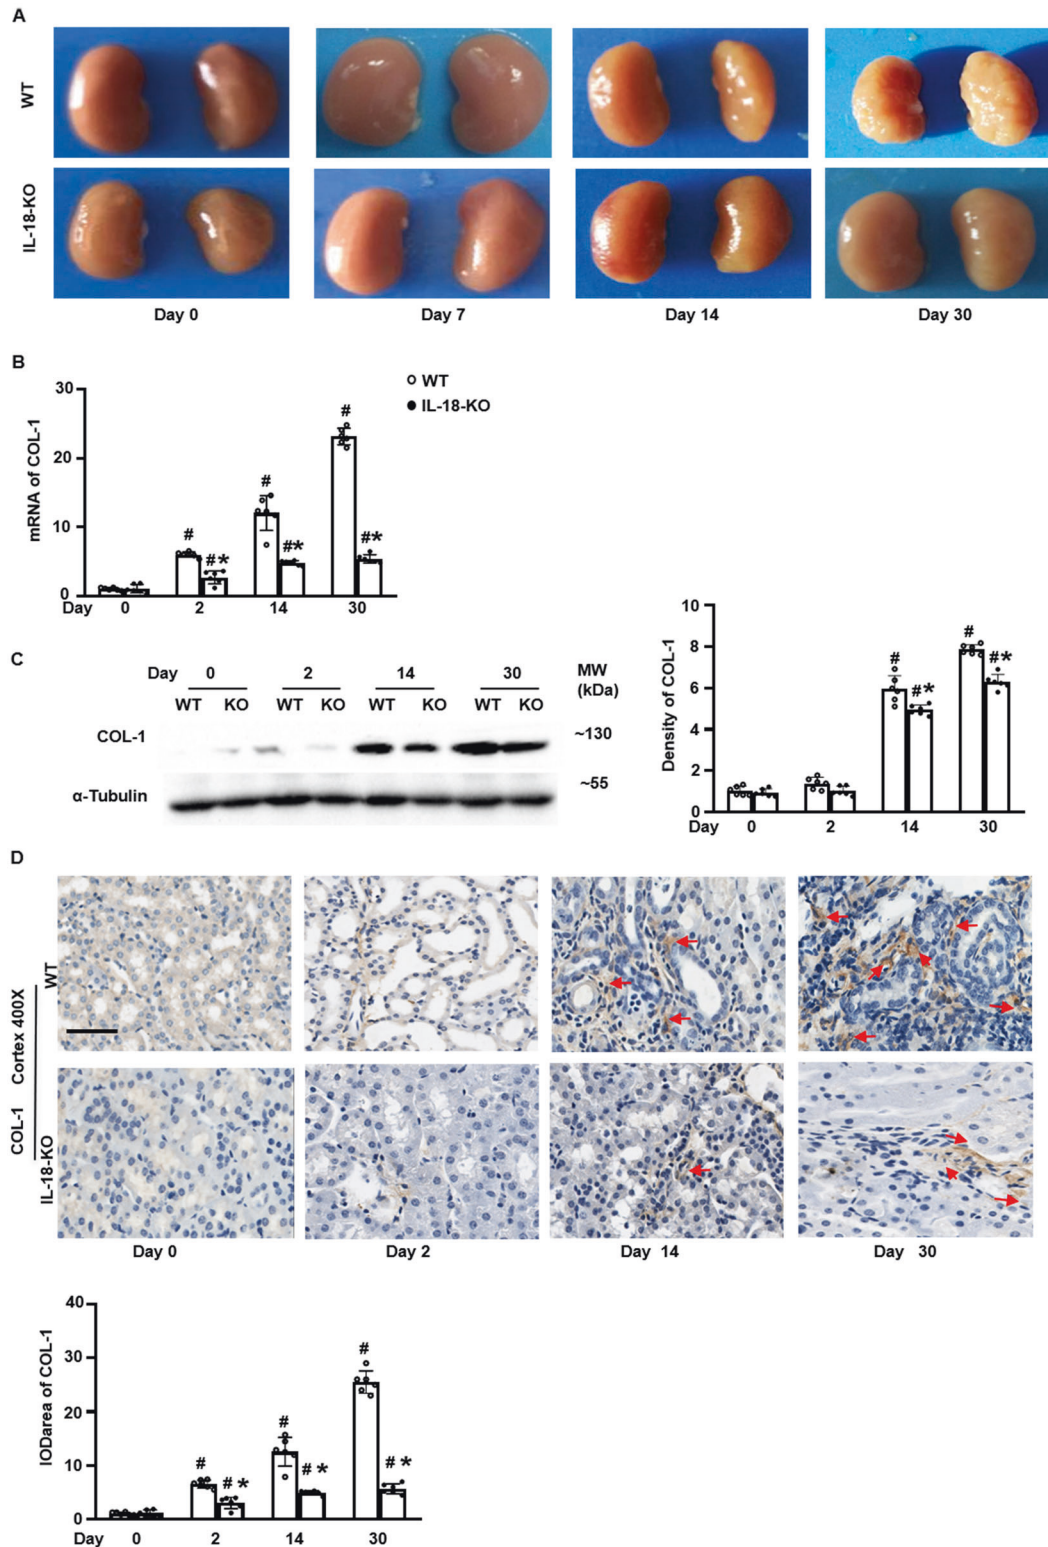 A
WT
IL-18-KO
Day 0
Day 7
Day 14
Day 30
B
mRNA of COL-1
30
20
10
0
# # #* # #* # #*
Day 0 2 14 30
WT
IL-18-KO
C
Day 0 2 14 30 MW
(kDa)
WT KO WT KO WT KO WT KO
COL-1 ~130
α-Tubulin ~55
Density of COL-1
10
8
6
4
2
0
# #* # #*
Day 0 2 14 30
D
COL-1 Cortex 400X
WT
IL-18-KO
Day 0
Day 2
Day 14
Day 30
IODarea of COL-1
40
30
20
10
0
# # * # # * # # *
Day 0 2 14 30